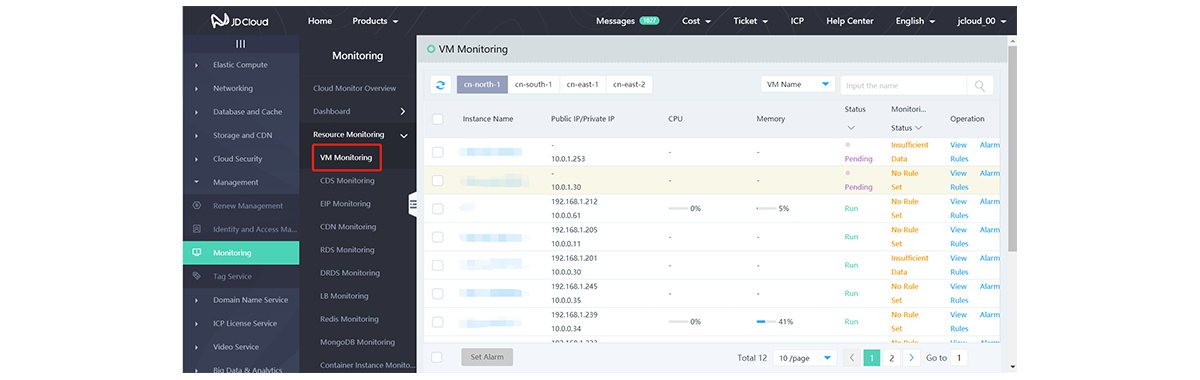 JD Cloud Home Products Messages 1077 Cost Ticket ICP Help Center English jcloud_00
Elastic Compute
Networking
Database and Cache
Storage and CDN
Cloud Security
Management
Renew Management
Identity and Access Ma...
Monitoring
Tag Service
Domain Name Service
ICP License Service
Video Service
Big Data & Analytics
Monitoring
Cloud Monitor Overview
Dashboard
Resource Monitoring
VM Monitoring
CDS Monitoring
EIP Monitoring
CDN Monitoring
RDS Monitoring
DRDS Monitoring
LB Monitoring
Redis Monitoring
MongoDB Monitoring
Container Instance Monito...
VM Monitoring
cn-north-1 cn-south-1 cn-east-1 cn-east-2 VM Name Input the name
Instance Name Public IP/Private IP CPU Memory Status Monitori... Status Operation
- 10.0.1.253 - - Pending Insufficient Data View Alarm Rules
- 10.0.1.30 Pending No Rule Set View Alarm Rules
192.168.1.212 10.0.0.61 0% 5% Run No Rule Set View Alarm Rules
192.168.1.205 10.0.0.11 - - Run No Rule Set View Alarm Rules
192.168.1.201 10.0.0.30 - - Run Insufficient Data View Alarm Rules
192.168.1.245 10.0.0.35 - - Run No Rule Set View Alarm Rules
192.168.1.239 10.0.0.34 0% 41% Run No Rule Set View Alarm Rules
Set Alarm Total 12 10 /page 1 2 Go to 1